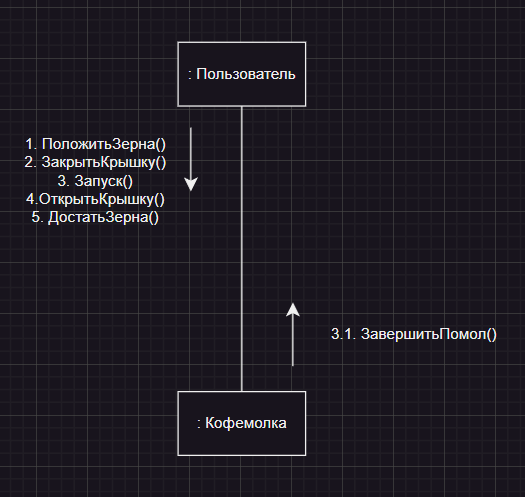 : Пользователь
1. ПоложитьЗерна()
2. ЗакрытьКрышку()
3. Запуск()
4.ОткрытьКрышку()
5. ДостатьЗерна()
3.1. ЗавершитьПомол()
: Кофемолка